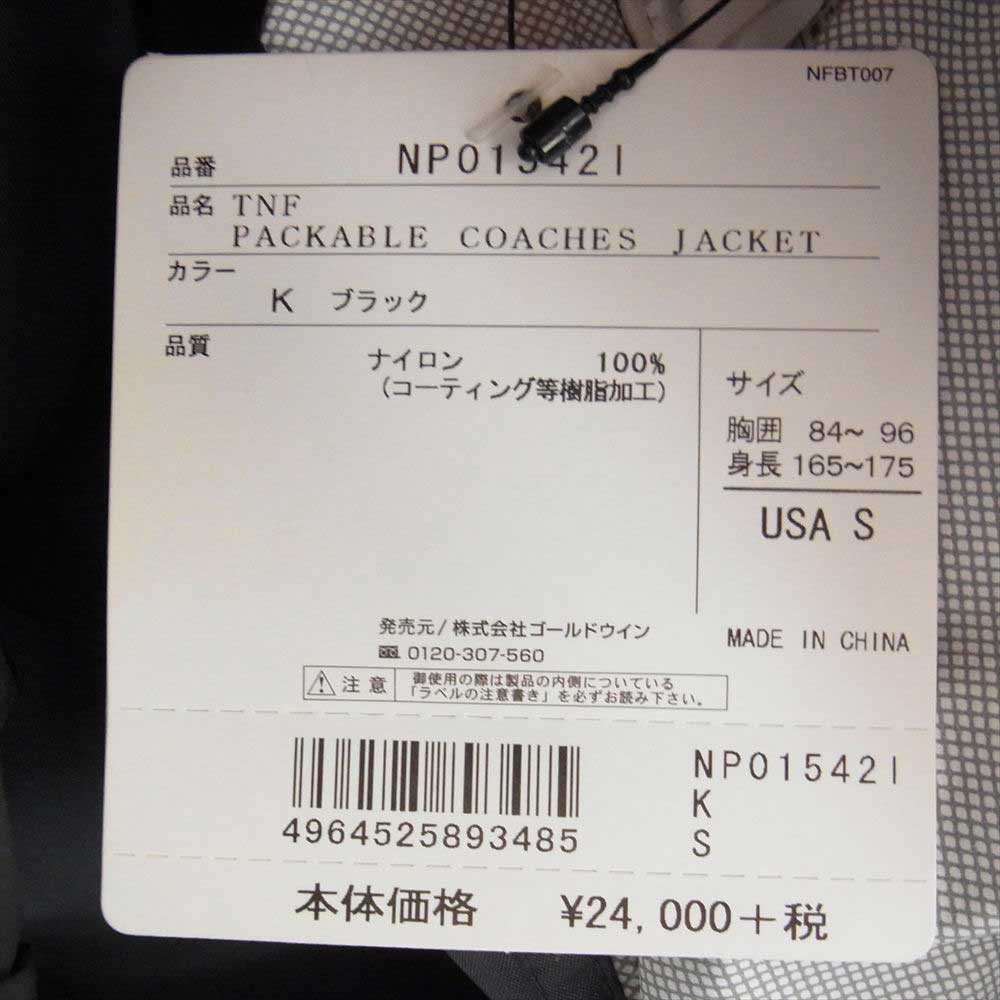 NFBT007
品番 NP01542I
品名 TNF
PACKABLE COACHES JACKET
カラー
K ブラック
品質
ナイロン 100%
(コーティング等樹脂加工)
サイズ
胸囲 84~ 96
身長 165~175
USA S
発売元/株式会社ゴールドウイン
0120-307-560
MADE IN CHINA
注意 御使用の際は製品の内側についている
「ラベルの注意書き」を必ずお読み下さい。
4964525893485
NP01542I
K
S
本体価格 ¥24,000+税